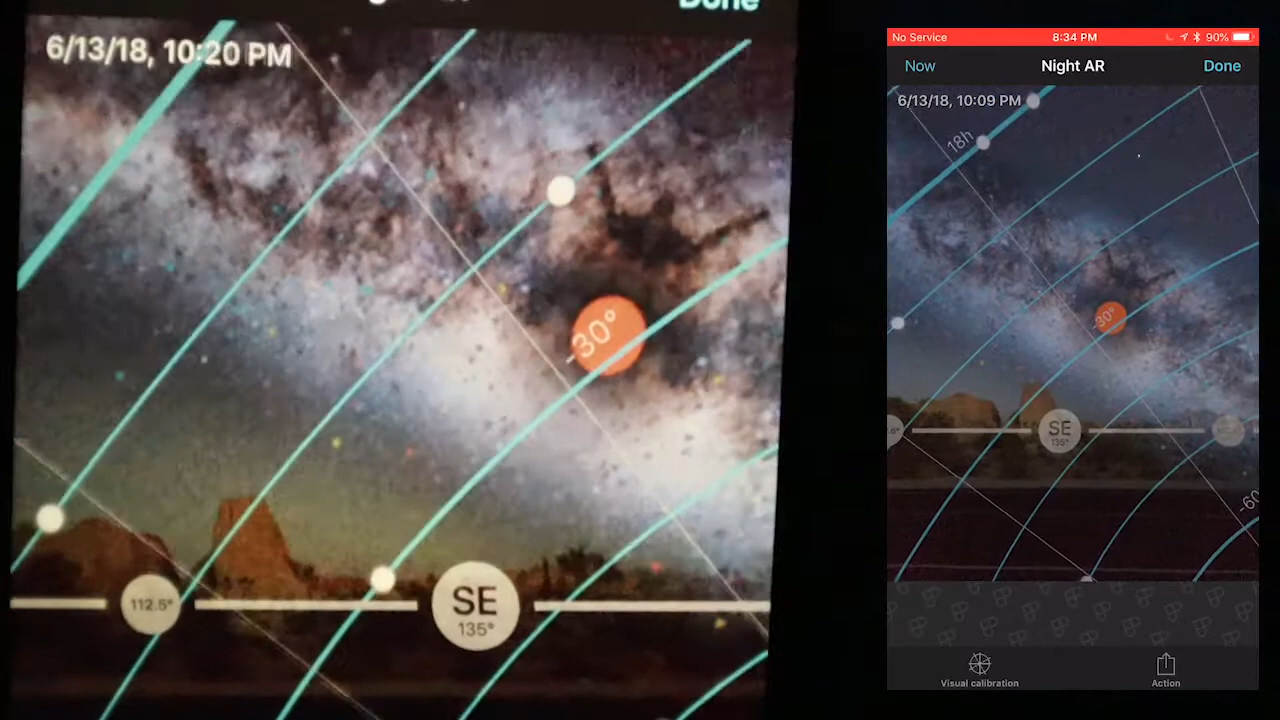 Done
6/13/18, 10:20 PM
-30°
112.5°
SE
135°
No Service
8:34 PM
90%
Now
Night AR
Done
6/13/18, 10:09 PM
18h
-30°
SE
135°
Visual calibration
Action